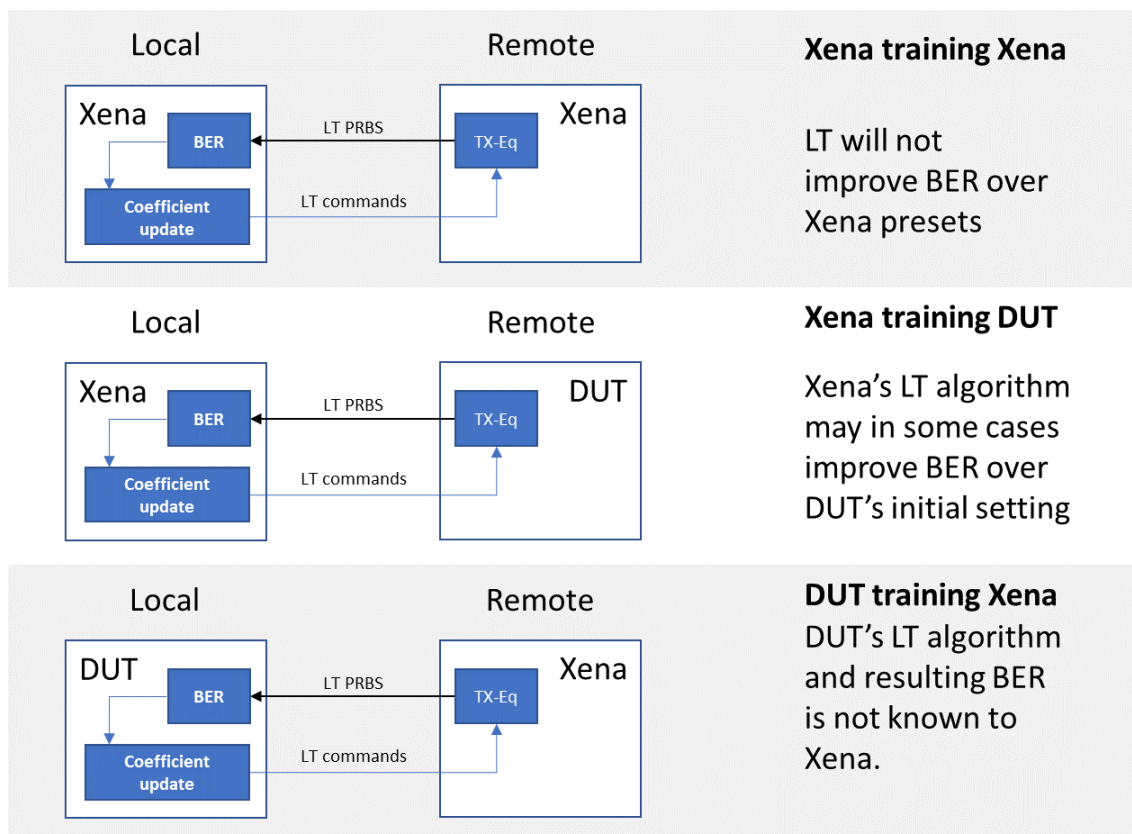 Local
Remote
Xena training Xena
Xena
BER
LT PRBS
TX-Eq
Xena
Coefficient
update
LT commands
LT will not
improve BER over
Xena presets
Local
Remote
Xena training DUT
Xena
BER
LT PRBS
TX-Eq
DUT
Coefficient
update
LT commands
Xena’s LT algorithm
may in some cases
improve BER over
DUT’s initial setting
Local
Remote
DUT training Xena
DUT
BER
LT PRBS
TX-Eq
Xena
Coefficient
update
LT commands
DUT’s LT algorithm
and resulting BER
is not known to
Xena.